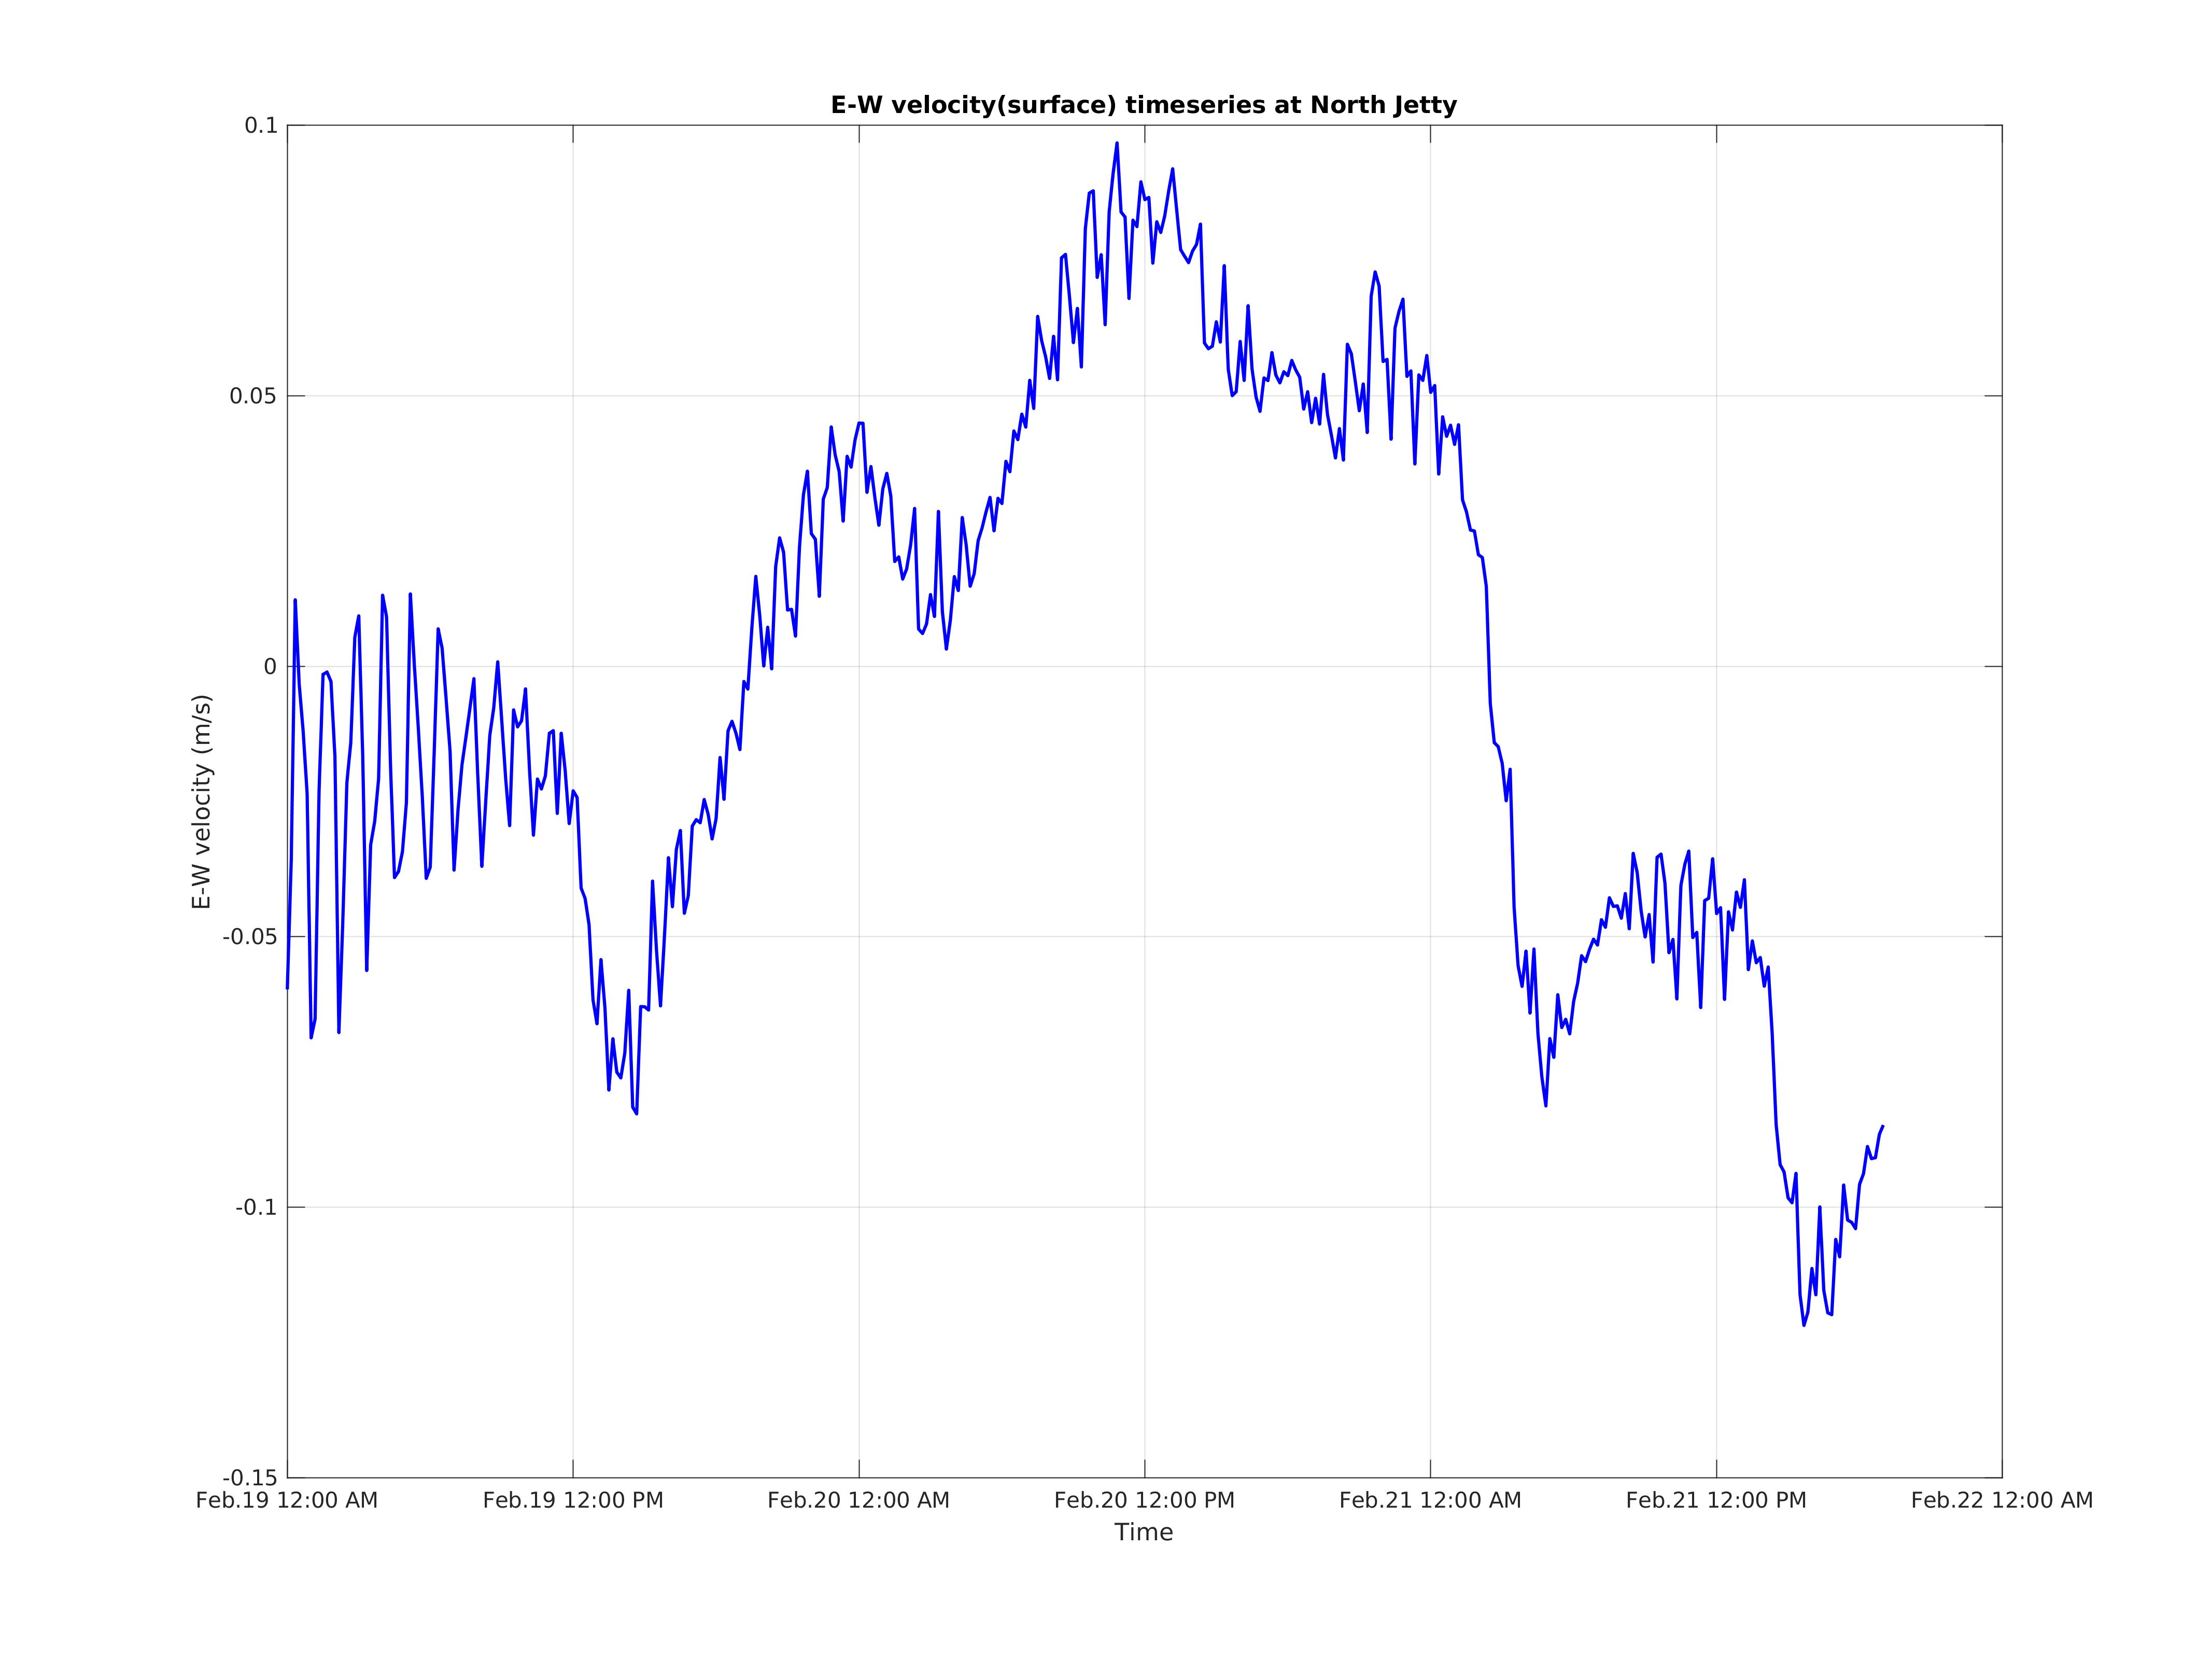 E-W velocity(surface) timeseries at North Jetty
0.1
0.05
0
-0.05
-0.1
-0.15
E-W velocity (m/s)
Feb.19 12:00 AM
Feb.19 12:00 PM
Feb.20 12:00 AM
Feb.20 12:00 PM
Feb.21 12:00 AM
Feb.21 12:00 PM
Feb.22 12:00 AM
Time